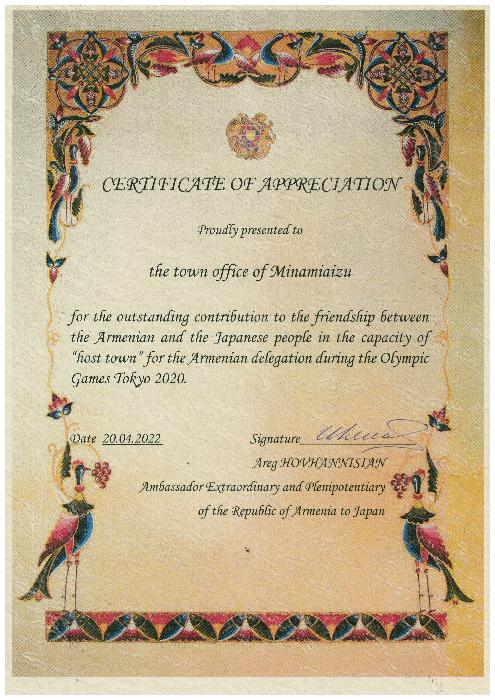 CERTIFICATE OF APPRECIATION
Proudly presented to
the town office of Minamiaizu
for the outstanding contribution to the friendship between
the Armenian and the Japanese people in the capacity of
"host town" for the Armenian delegation during the Olympic
Games Tokyo 2020.
Date 20.04.2022
Signature
Areg HOVHANNISIAN
Ambassador Extraordinary and Plenipotentiary
of the Republic of Armenia to Japan